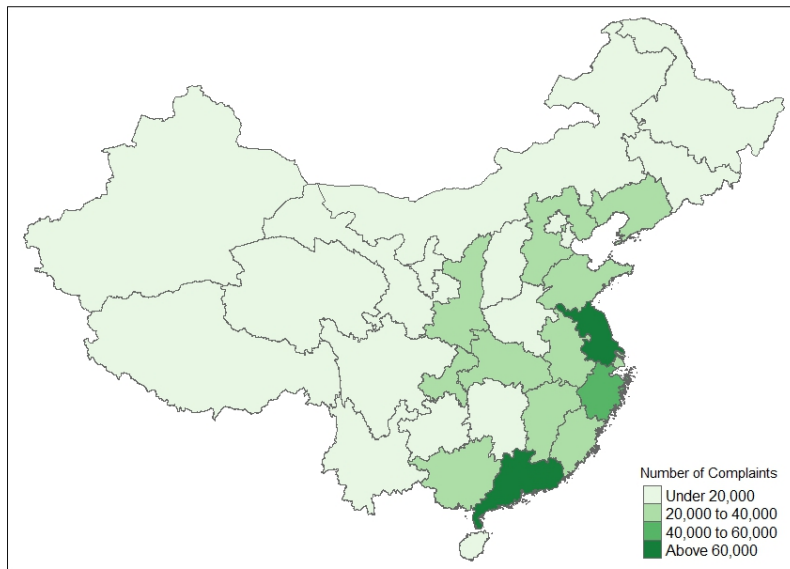 Number of Complaints
Under 20,000
20,000 to 40,000
40,000 to 60,000
Above 60,000